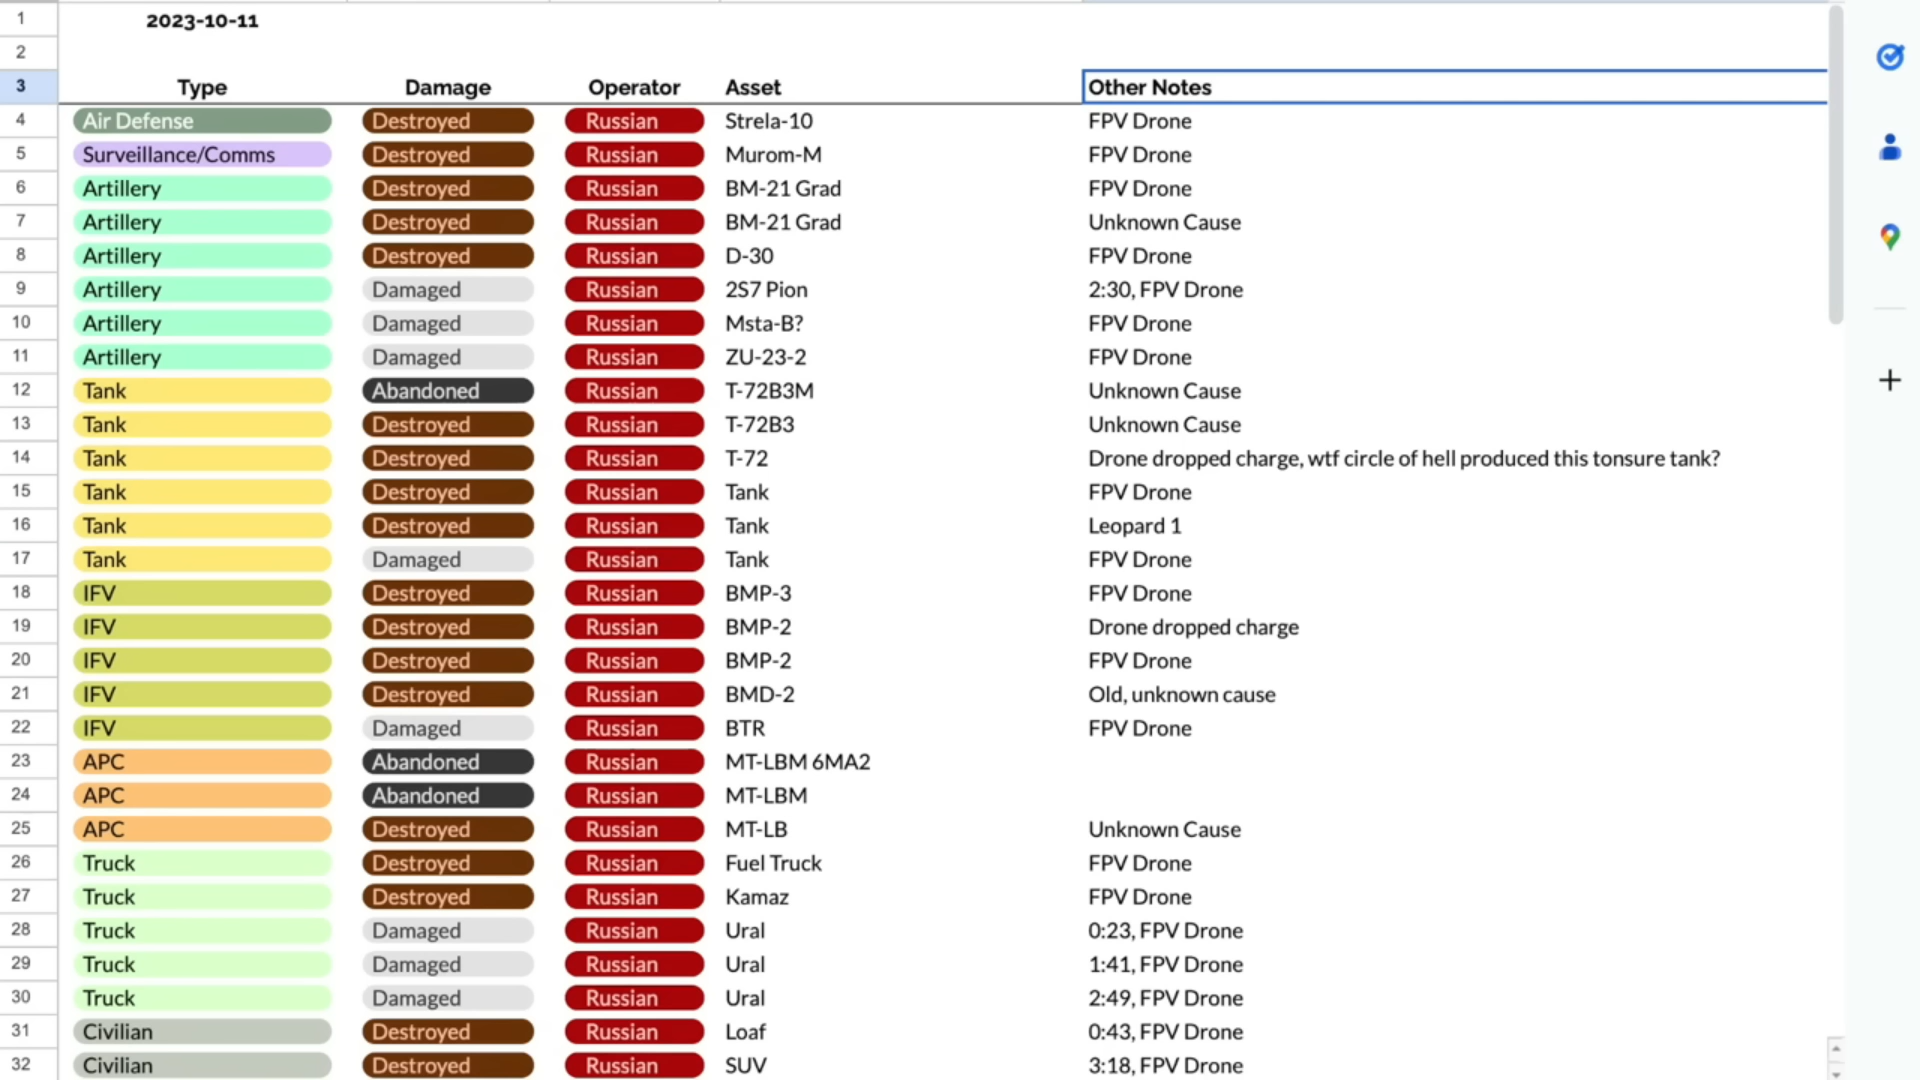 1 2023-10-11
2
3 Type Damage Operator Asset Other Notes
4 Air Defense Destroyed Russian Strela-10 FPV Drone
5 Surveillance/Comms Destroyed Russian Murom-M FPV Drone
6 Artillery Destroyed Russian BM-21 Grad FPV Drone
7 Artillery Destroyed Russian BM-21 Grad Unknown Cause
8 Artillery Destroyed Russian D-30 FPV Drone
9 Artillery Damaged Russian 2S7 Pion 2:30, FPV Drone
10 Artillery Damaged Russian Msta-B? FPV Drone
11 Artillery Damaged Russian ZU-23-2 FPV Drone
12 Tank Abandoned Russian T-72B3M Unknown Cause
13 Tank Destroyed Russian T-72B3 Unknown Cause
14 Tank Destroyed Russian T-72 Drone dropped charge, wtf circle of hell produced this tonsure tank?
15 Tank Destroyed Russian Tank FPV Drone
16 Tank Destroyed Russian Tank Leopard 1
17 Tank Damaged Russian Tank FPV Drone
18 IFV Destroyed Russian BMP-3 FPV Drone
19 IFV Destroyed Russian BMP-2 Drone dropped charge
20 IFV Destroyed Russian BMP-2 FPV Drone
21 IFV Destroyed Russian BMD-2 Old, unknown cause
22 IFV Damaged Russian BTR FPV Drone
23 APC Abandoned Russian MT-LBM 6MA2
24 APC Abandoned Russian MT-LBM
25 APC Destroyed Russian MT-LB Unknown Cause
26 Truck Destroyed Russian Fuel Truck FPV Drone
27 Truck Destroyed Russian Kamaz FPV Drone
28 Truck Damaged Russian Ural 0:23, FPV Drone
29 Truck Damaged Russian Ural 1:41, FPV Drone
30 Truck Damaged Russian Ural 2:49, FPV Drone
31 Civilian Destroyed Russian Loaf 0:43, FPV Drone
32 Civilian Destroyed Russian SUV 3:18, FPV Drone